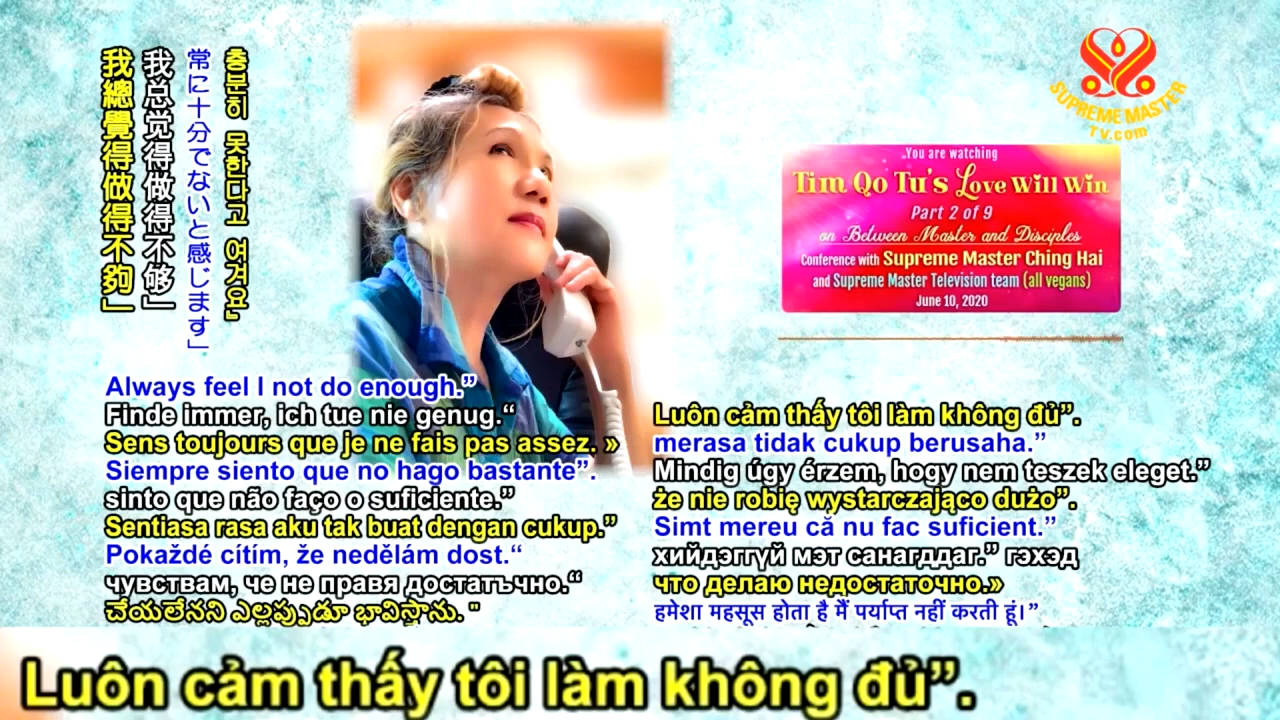 我總覺得做得不夠」
我总觉得做得不够」
常に十分でないと感じます」
충분히 못한다고 여겨요』
SUPREME MASTER
TV.com
You are watching
Tim Qo Tu's Love Will Win
Part 2 of 9
on Between Master and Disciples
Conference with Supreme Master Ching Hai
and Supreme Master Television team (all vegans)
June 10, 2020
Always feel I not do enough.”
Finde immer, ich tue nie genug.“
Sens toujours que je ne fais pas assez. »
Siempre siento que no hago bastante”.
sinto que não faço o suficiente.”
Sentiasa rasa aku tak buat dengan cukup.”
Pokaždé cítím, že nedělám dost.“
чувствам, че не правя достатъчно.“
చేయలేనని ఎల్లప్పుడూ భావిస్తాను. "
Luôn cảm thấy tôi làm không đủ”.
merasa tidak cukup berusaha.”
Mindig úgy érzem, hogy nem teszek eleget.”
że nie robię wystarczająco dużo”.
Simt mereu că nu fac suficient.”
хийдэггүй мэт санагддаг.” гэхэд
что делаю недостаточно.»
हमेशा महसूस होता है मैं पर्याप्त नहीं करती हूं।”
Luôn cảm thấy tôi làm không đủ”.